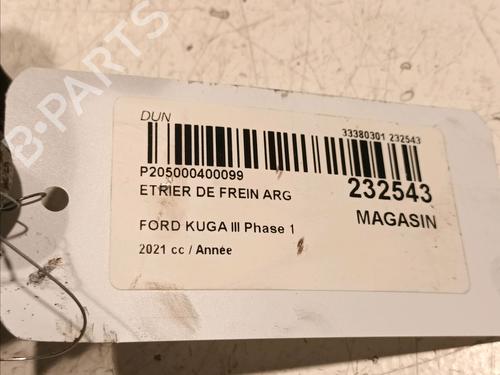 B-PARTS
DUN
33380301 232543
P205000400099
232543
ETRIER DE FREIN ARG
MAGASIN
FORD KUGA III Phase 1
2021 cc / Année